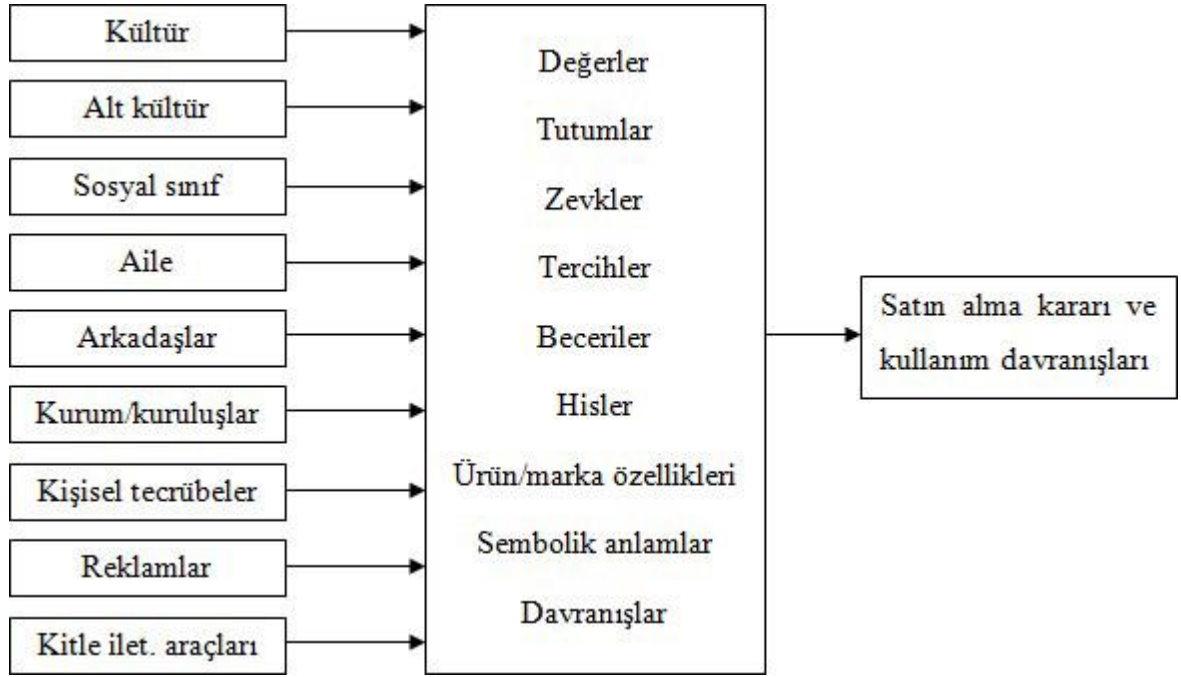 Kültür
Alt kültür
Sosyal sınıf
Aile
Arkadaşlar
Kurum/kuruluşlar
Kişisel tecrübeler
Reklamlar
Kitle ilet. araçları
Değerler
Tutumlar
Zevkler
Tercihler
Beceriler
Hisler
Ürün/marka özellikleri
Sembolik anlamlar
Davranışlar
Satın alma kararı ve
kullanım davranışları